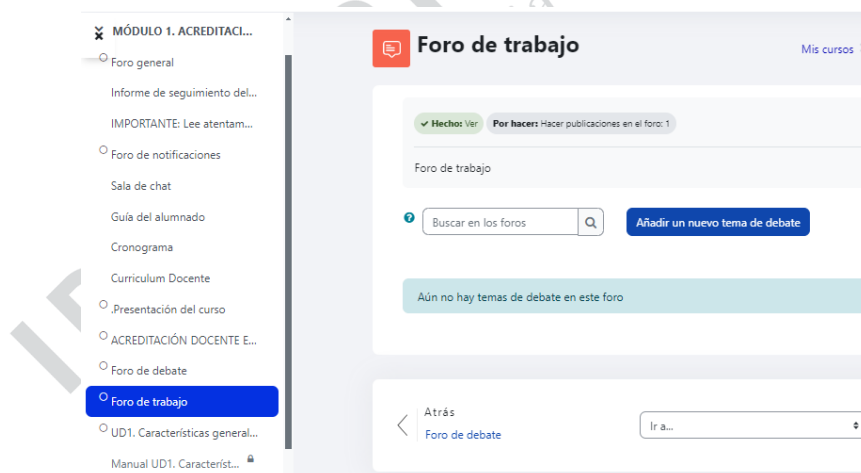 MÓDULO 1. ACREDITACI...
Foro general
Informe de seguimiento del...
IMPORTANTE: Lee atentam...
Foro de notificaciones
Sala de chat
Guía del alumnado
Cronograma
Curriculum Docente
.Presentación del curso
ACREDITACIÓN DOCENTE E...
Foro de debate
Foro de trabajo
UD1. Características general...
Manual UD1. Característ...
Foro de trabajo
Mis cursos
Hecho: Ver Por hacer: Hacer publicaciones en el foro: 1
Foro de trabajo
Buscar en los foros
Añadir un nuevo tema de debate
Aún no hay temas de debate en este foro
Atrás
Foro de debate
Ir a...